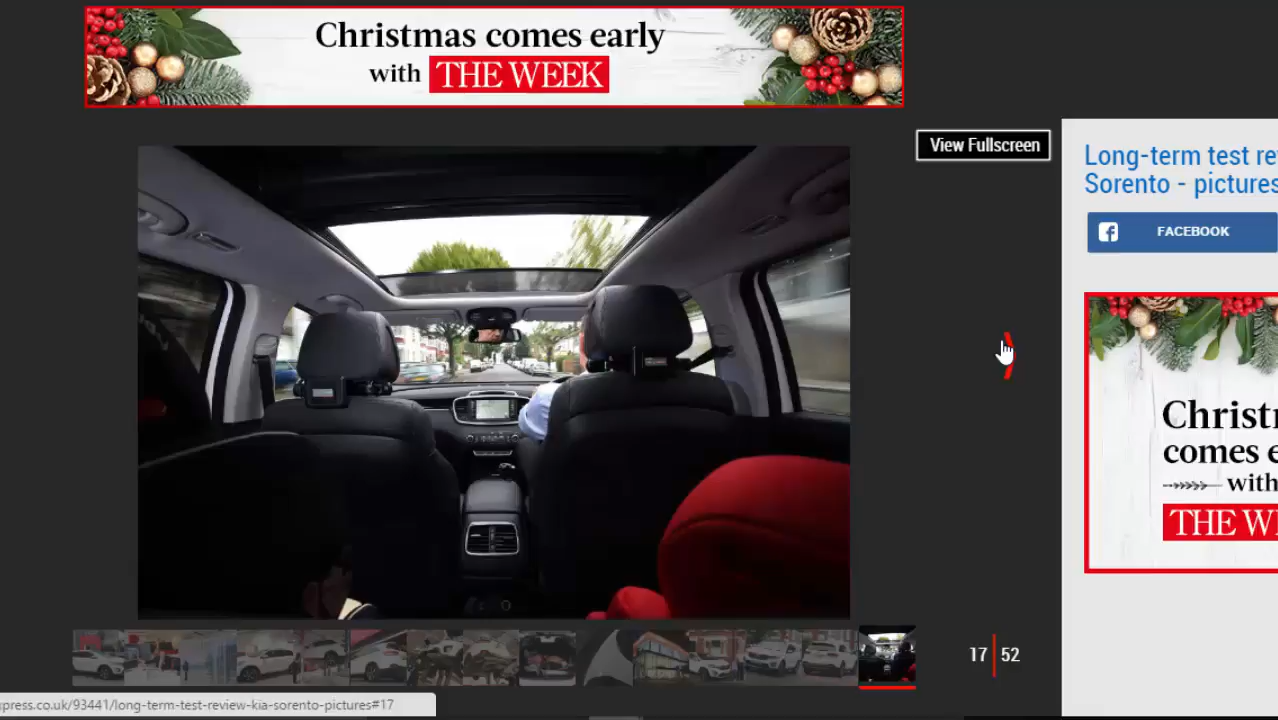 Christmas comes early
with THE WEEK
View Fullscreen
Long-term test re
Sorento - pictures
FACEBOOK
Christ
comes e
with
THE W
17 52
press.co.uk/93441/long-term-test-review-kia-sorento-pictures#17